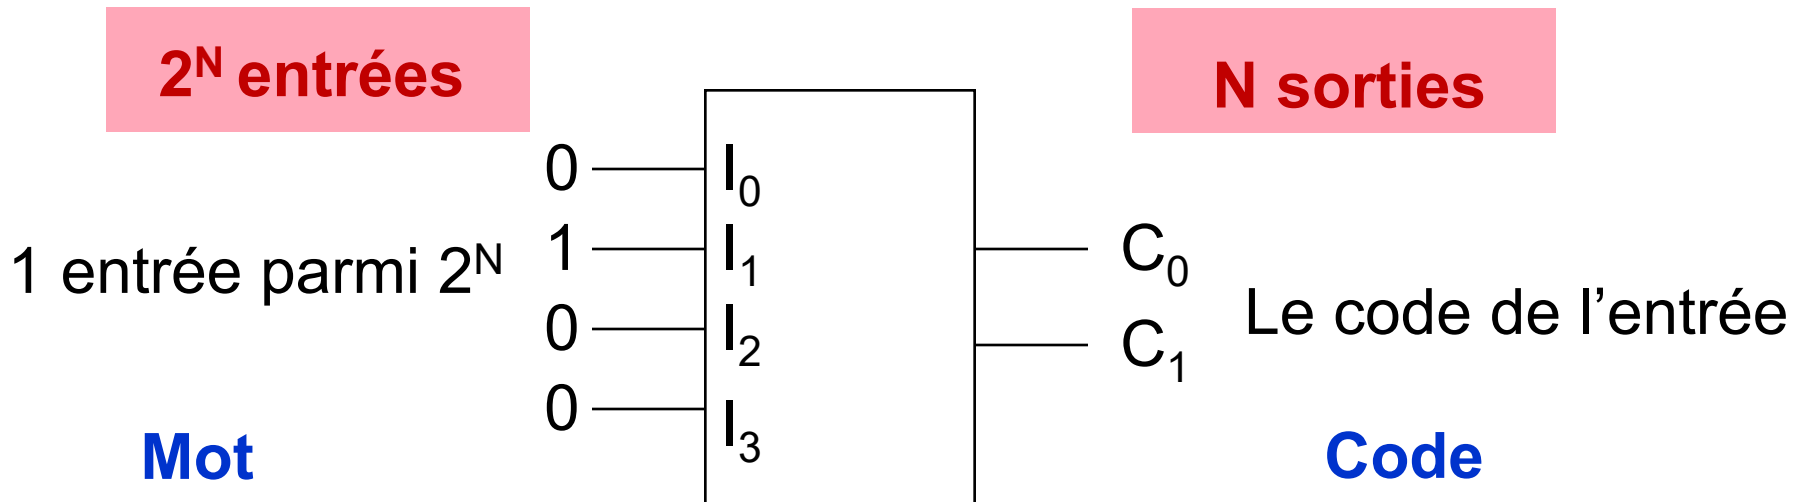 2ᴺ entrées
N sorties
0 I₀
1 entrée parmi 2ᴺ 1 I₁
0 I₂
0 I₃
C₀
C₁
Le code de l’entrée
Mot
Code